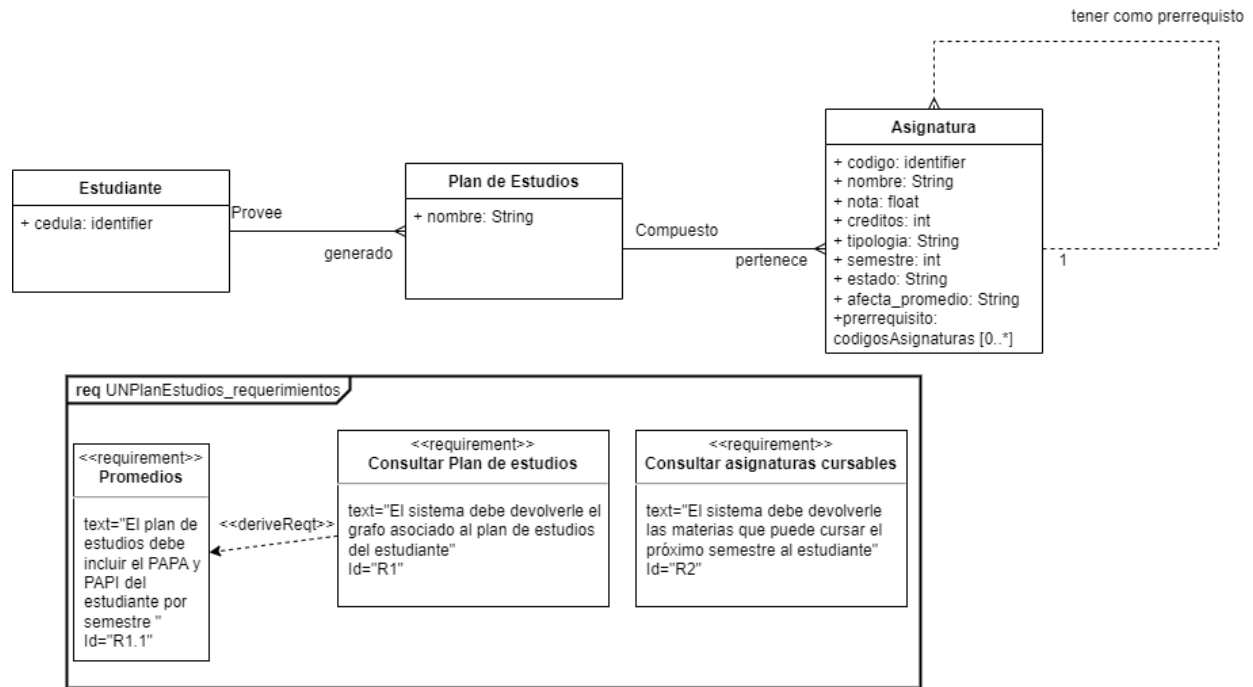 tener como prerrequisto
Asignatura
+ codigo: identifier
+ nombre: String
+ nota: float
+ creditos: int
+ tipologia: String
+ semestre: int
+ estado: String
+ afecta_promedio: String
+prerrequisito:
codigosAsignaturas [0..*]
1
Estudiante
+ cedula: identifier
Provee
generado
Plan de Estudios
+ nombre: String
Compuesto
pertenece
req UNPlanEstudios_requerimientos
<<requirement>>
Promedios
text="El plan de
estudios debe
incluir el PAPA y
PAPI del
estudiante por
semestre "
Id="R1.1"
<<deriveReqt>>
<<requirement>>
Consultar Plan de estudios
text="El sistema debe devolverle el
grafo asociado al plan de estudios
del estudiante"
Id="R1"
<<requirement>>
Consultar asignaturas cursables
text="El sistema debe devolverle
las materias que puede cursar el
próximo semestre al estudiante"
Id="R2"